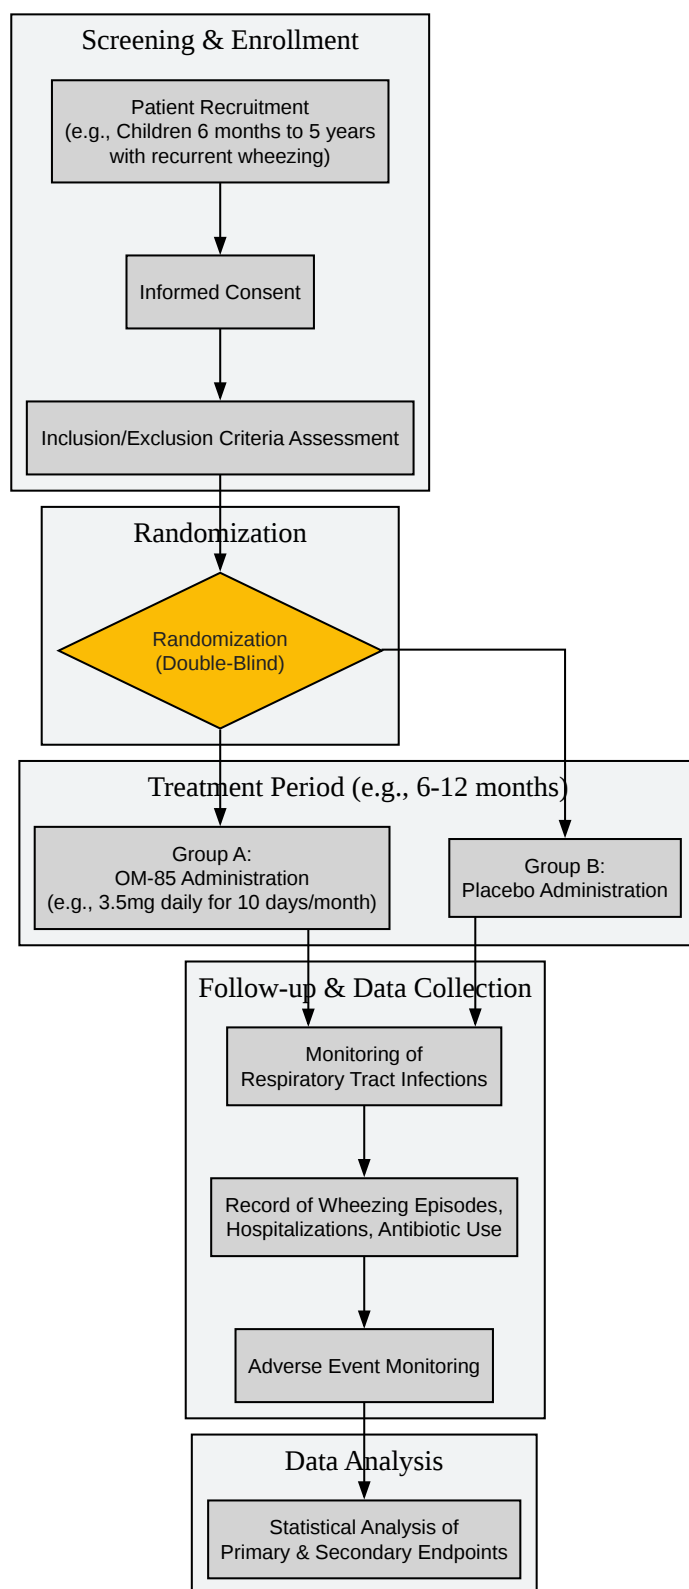 Screening & Enrollment
Patient Recruitment
(e.g., Children 6 months to 5 years
with recurrent wheezing)
Informed Consent
Inclusion/Exclusion Criteria Assessment
Randomization
Randomization
(Double-Blind)
Treatment Period (e.g., 6-12 months)
Group A:
OM-85 Administration
(e.g., 3.5mg daily for 10 days/month)
Group B:
Placebo Administration
Follow-up & Data Collection
Monitoring of
Respiratory Tract Infections
Record of Wheezing Episodes,
Hospitalizations, Antibiotic Use
Adverse Event Monitoring
Data Analysis
Statistical Analysis of
Primary & Secondary Endpoints